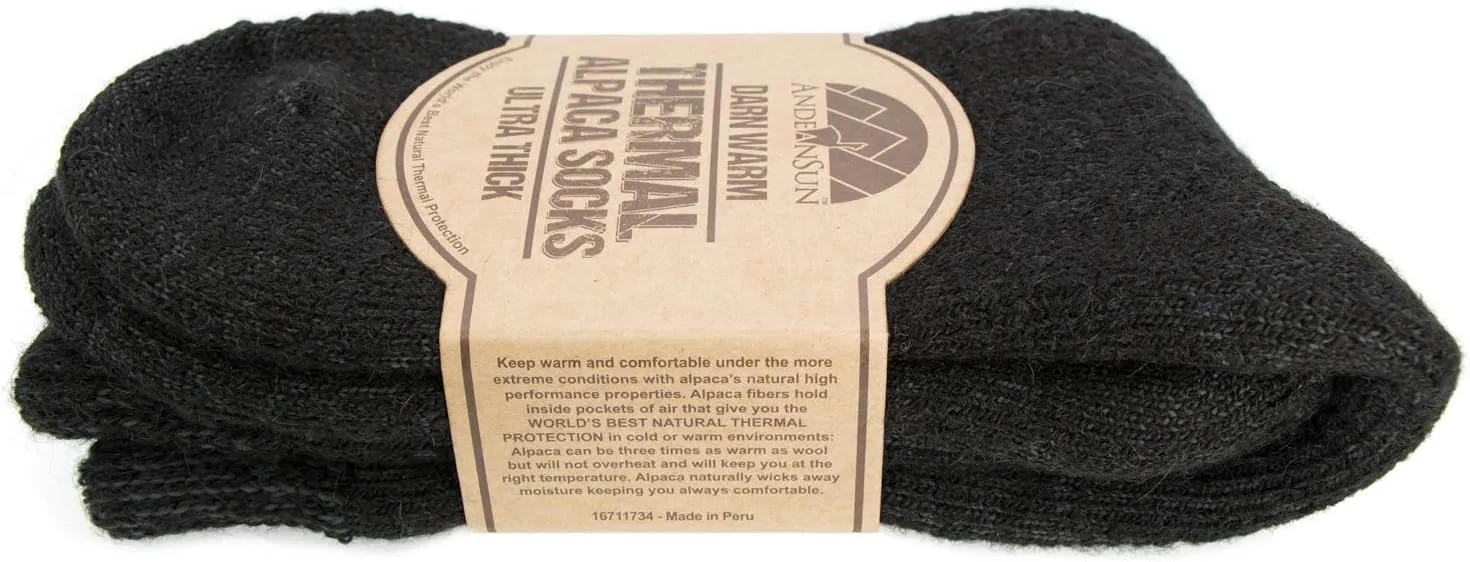 ANDEANSUN™
DARN WARM
THERMAL
ALPACA SOCKS
ULTRA THICK
Enjoy the World's Best Natural Thermal Protection
Keep warm and comfortable under the more
extreme conditions with alpaca's natural high
performance properties. Alpaca fibers hold
inside pockets of air that give you the
WORLD'S BEST NATURAL THERMAL
PROTECTION in cold or warm environments:
Alpaca can be three times as warm as wool
but will not overheat and will keep you at the
right temperature. Alpaca naturally wicks away
moisture keeping you always comfortable.
16711734 - Made in Peru